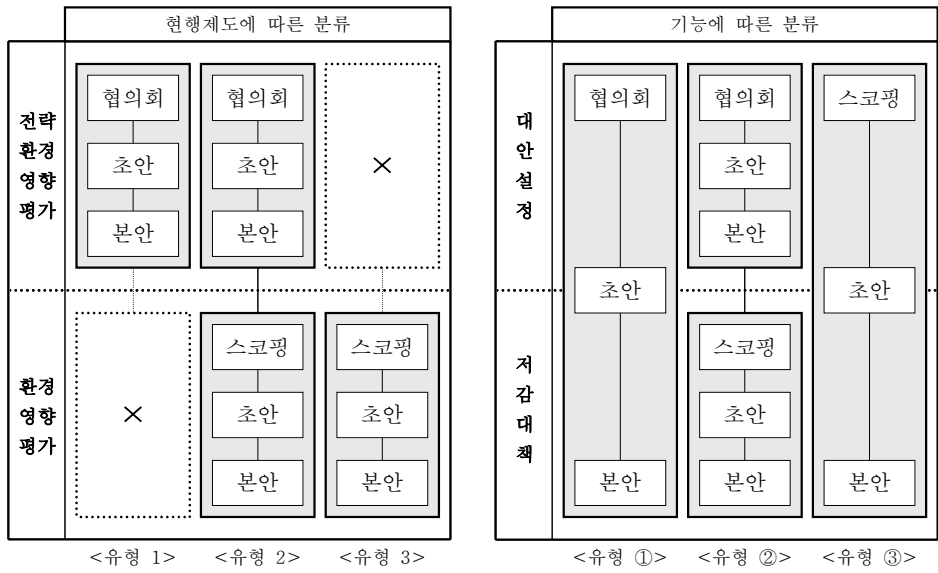 현행제도에 따른 분류
전략
환경
영향
평가
협의회
초안
본안
협의회
초안
본안
×
환경
영향
평가
×
스코핑
초안
본안
스코핑
초안
본안
<유형 1>
<유형 2>
<유형 3>
기능에 따른 분류
대
안
설
정
저
감
대
책
협의회
초안
본안
협의회
초안
본안
스코핑
초안
본안
스코핑
초안
본안
<유형 ①>
<유형 ②>
<유형 ③>